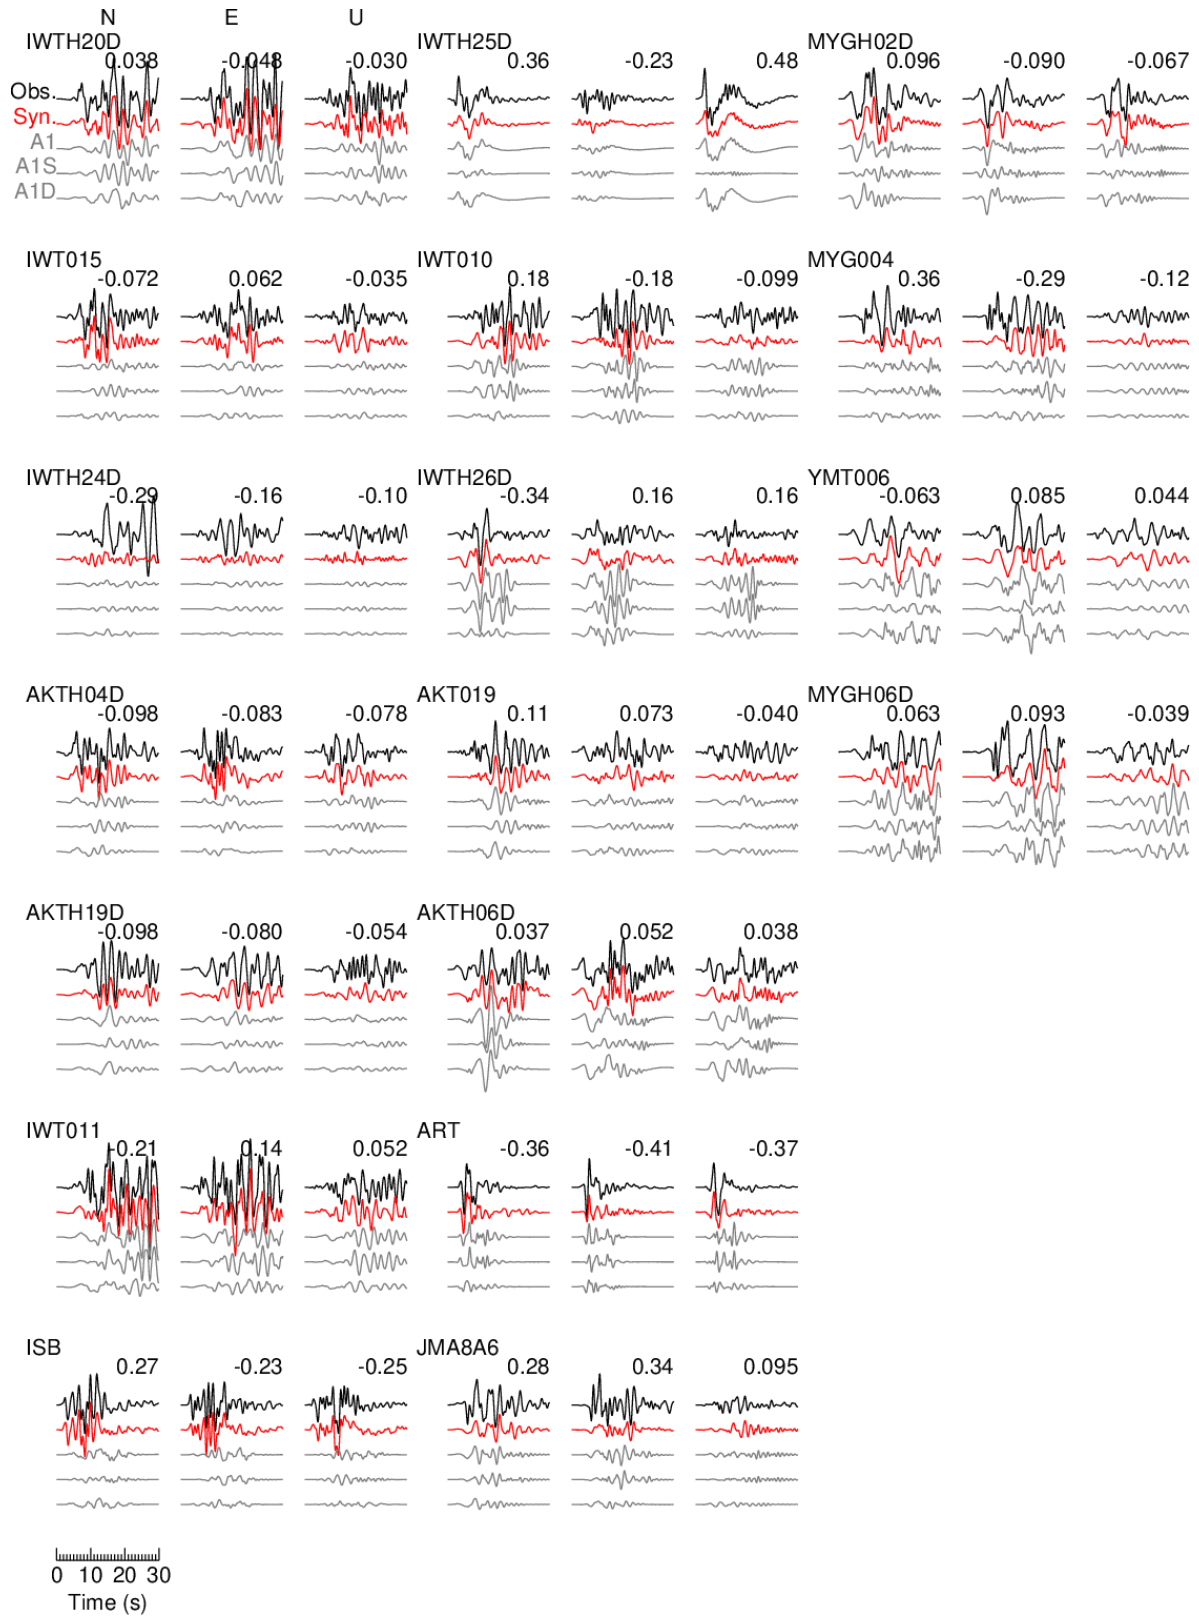 N E U
IWTH20D IWTH25D MYGH02D
0.038 -0.048 -0.030 0.36 -0.23 0.48 0.096 -0.090 -0.067
Obs.
Syn.
A1
A1S
A1D
IWT015 IWT010 MYG004
-0.072 0.062 -0.035 0.18 -0.18 -0.099 0.36 -0.29 -0.12
IWTH24D IWTH26D YMT006
-0.29 -0.16 -0.10 -0.34 0.16 0.16 -0.063 0.085 0.044
AKTH04D AKT019 MYGH06D
-0.098 -0.083 -0.078 0.11 0.073 -0.040 0.063 0.093 -0.039
AKTH19D AKTH06D
-0.098 -0.080 -0.054 0.037 0.052 0.038
IWT011 ART
-0.21 0.14 0.052 -0.36 -0.41 -0.37
ISB JMA8A6
0.27 -0.23 -0.25 0.28 0.34 0.095
0 10 20 30
Time (s)